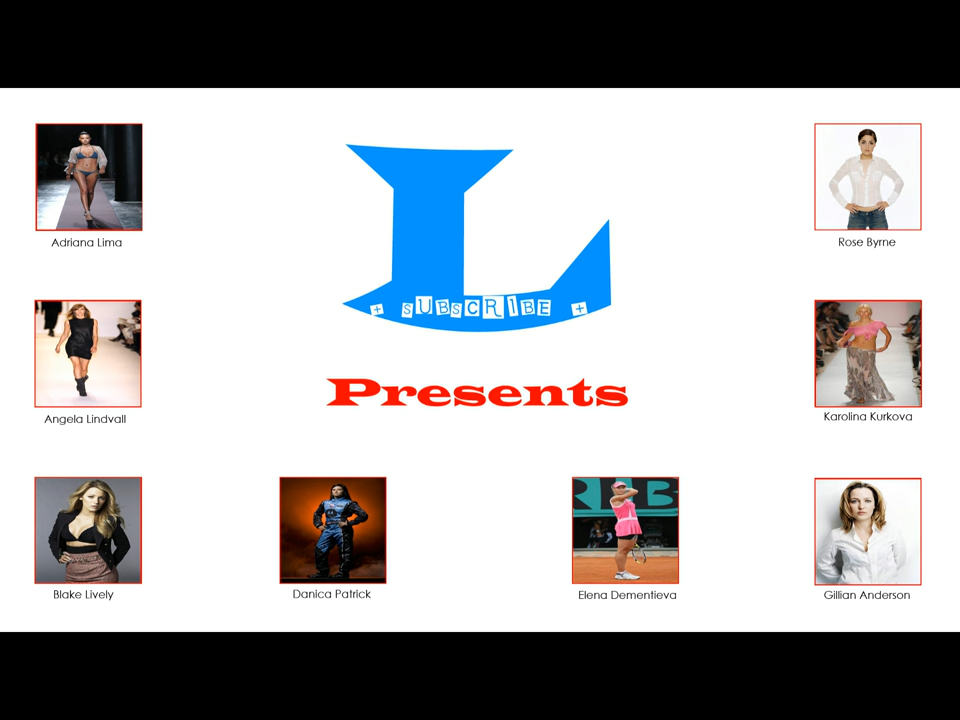 Adriana Lima
Rose Byrne
L
+ SUBSCRIBE +
Presents
Angela Lindvall
Karolina Kurkova
Blake Lively
Danica Patrick
Elena Dementieva
Gillian Anderson